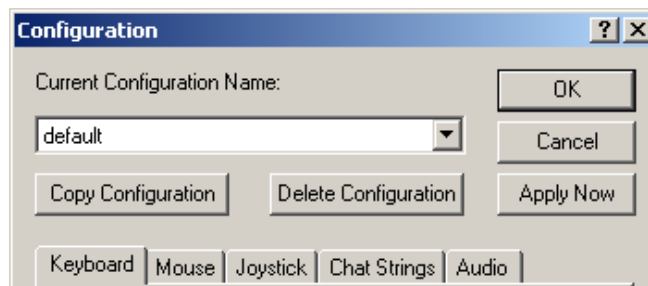 Configuration
Current Configuration Name:
OK
default
Cancel
Copy Configuration Delete Configuration Apply Now
Keyboard Mouse Joystick Chat Strings Audio